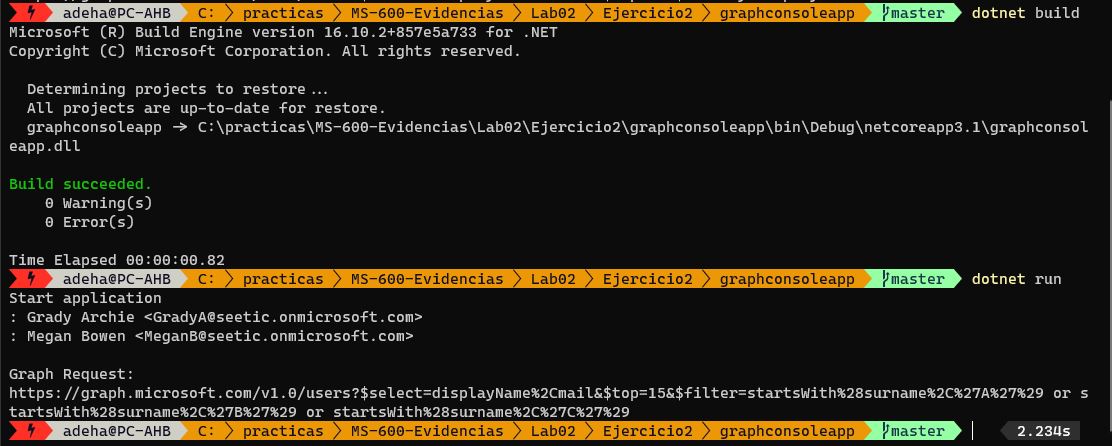 adeha@PC-AHB C: practicas MS-600-Evidencias Lab02 Ejercicio2 graphconsoleapp master dotnet build
Microsoft (R) Build Engine version 16.10.2+857e5a733 for .NET
Copyright (C) Microsoft Corporation. All rights reserved.
Determining projects to restore...
All projects are up-to-date for restore.
graphconsoleapp -> C:\practicas\MS-600-Evidencias\Lab02\Ejercicio2\graphconsoleapp\bin\Debug\netcoreapp3.1\graphconsol
eapp.dll
Build succeeded.
0 Warning(s)
0 Error(s)
Time Elapsed 00:00:00.82
adeha@PC-AHB C: practicas MS-600-Evidencias Lab02 Ejercicio2 graphconsoleapp master dotnet run
Start application
: Grady Archie <GradyA@seetic.onmicrosoft.com>
: Megan Bowen <MeganB@seetic.onmicrosoft.com>
Graph Request:
https://graph.microsoft.com/v1.0/users?$select=displayName%2Cmail&$top=15&$filter=startsWith%28surname%2C%27A%27%29 or s
tartsWith%28surname%2C%27B%27%29 or startsWith%28surname%2C%27C%27%29
adeha@PC-AHB C: practicas MS-600-Evidencias Lab02 Ejercicio2 graphconsoleapp master 2.234s